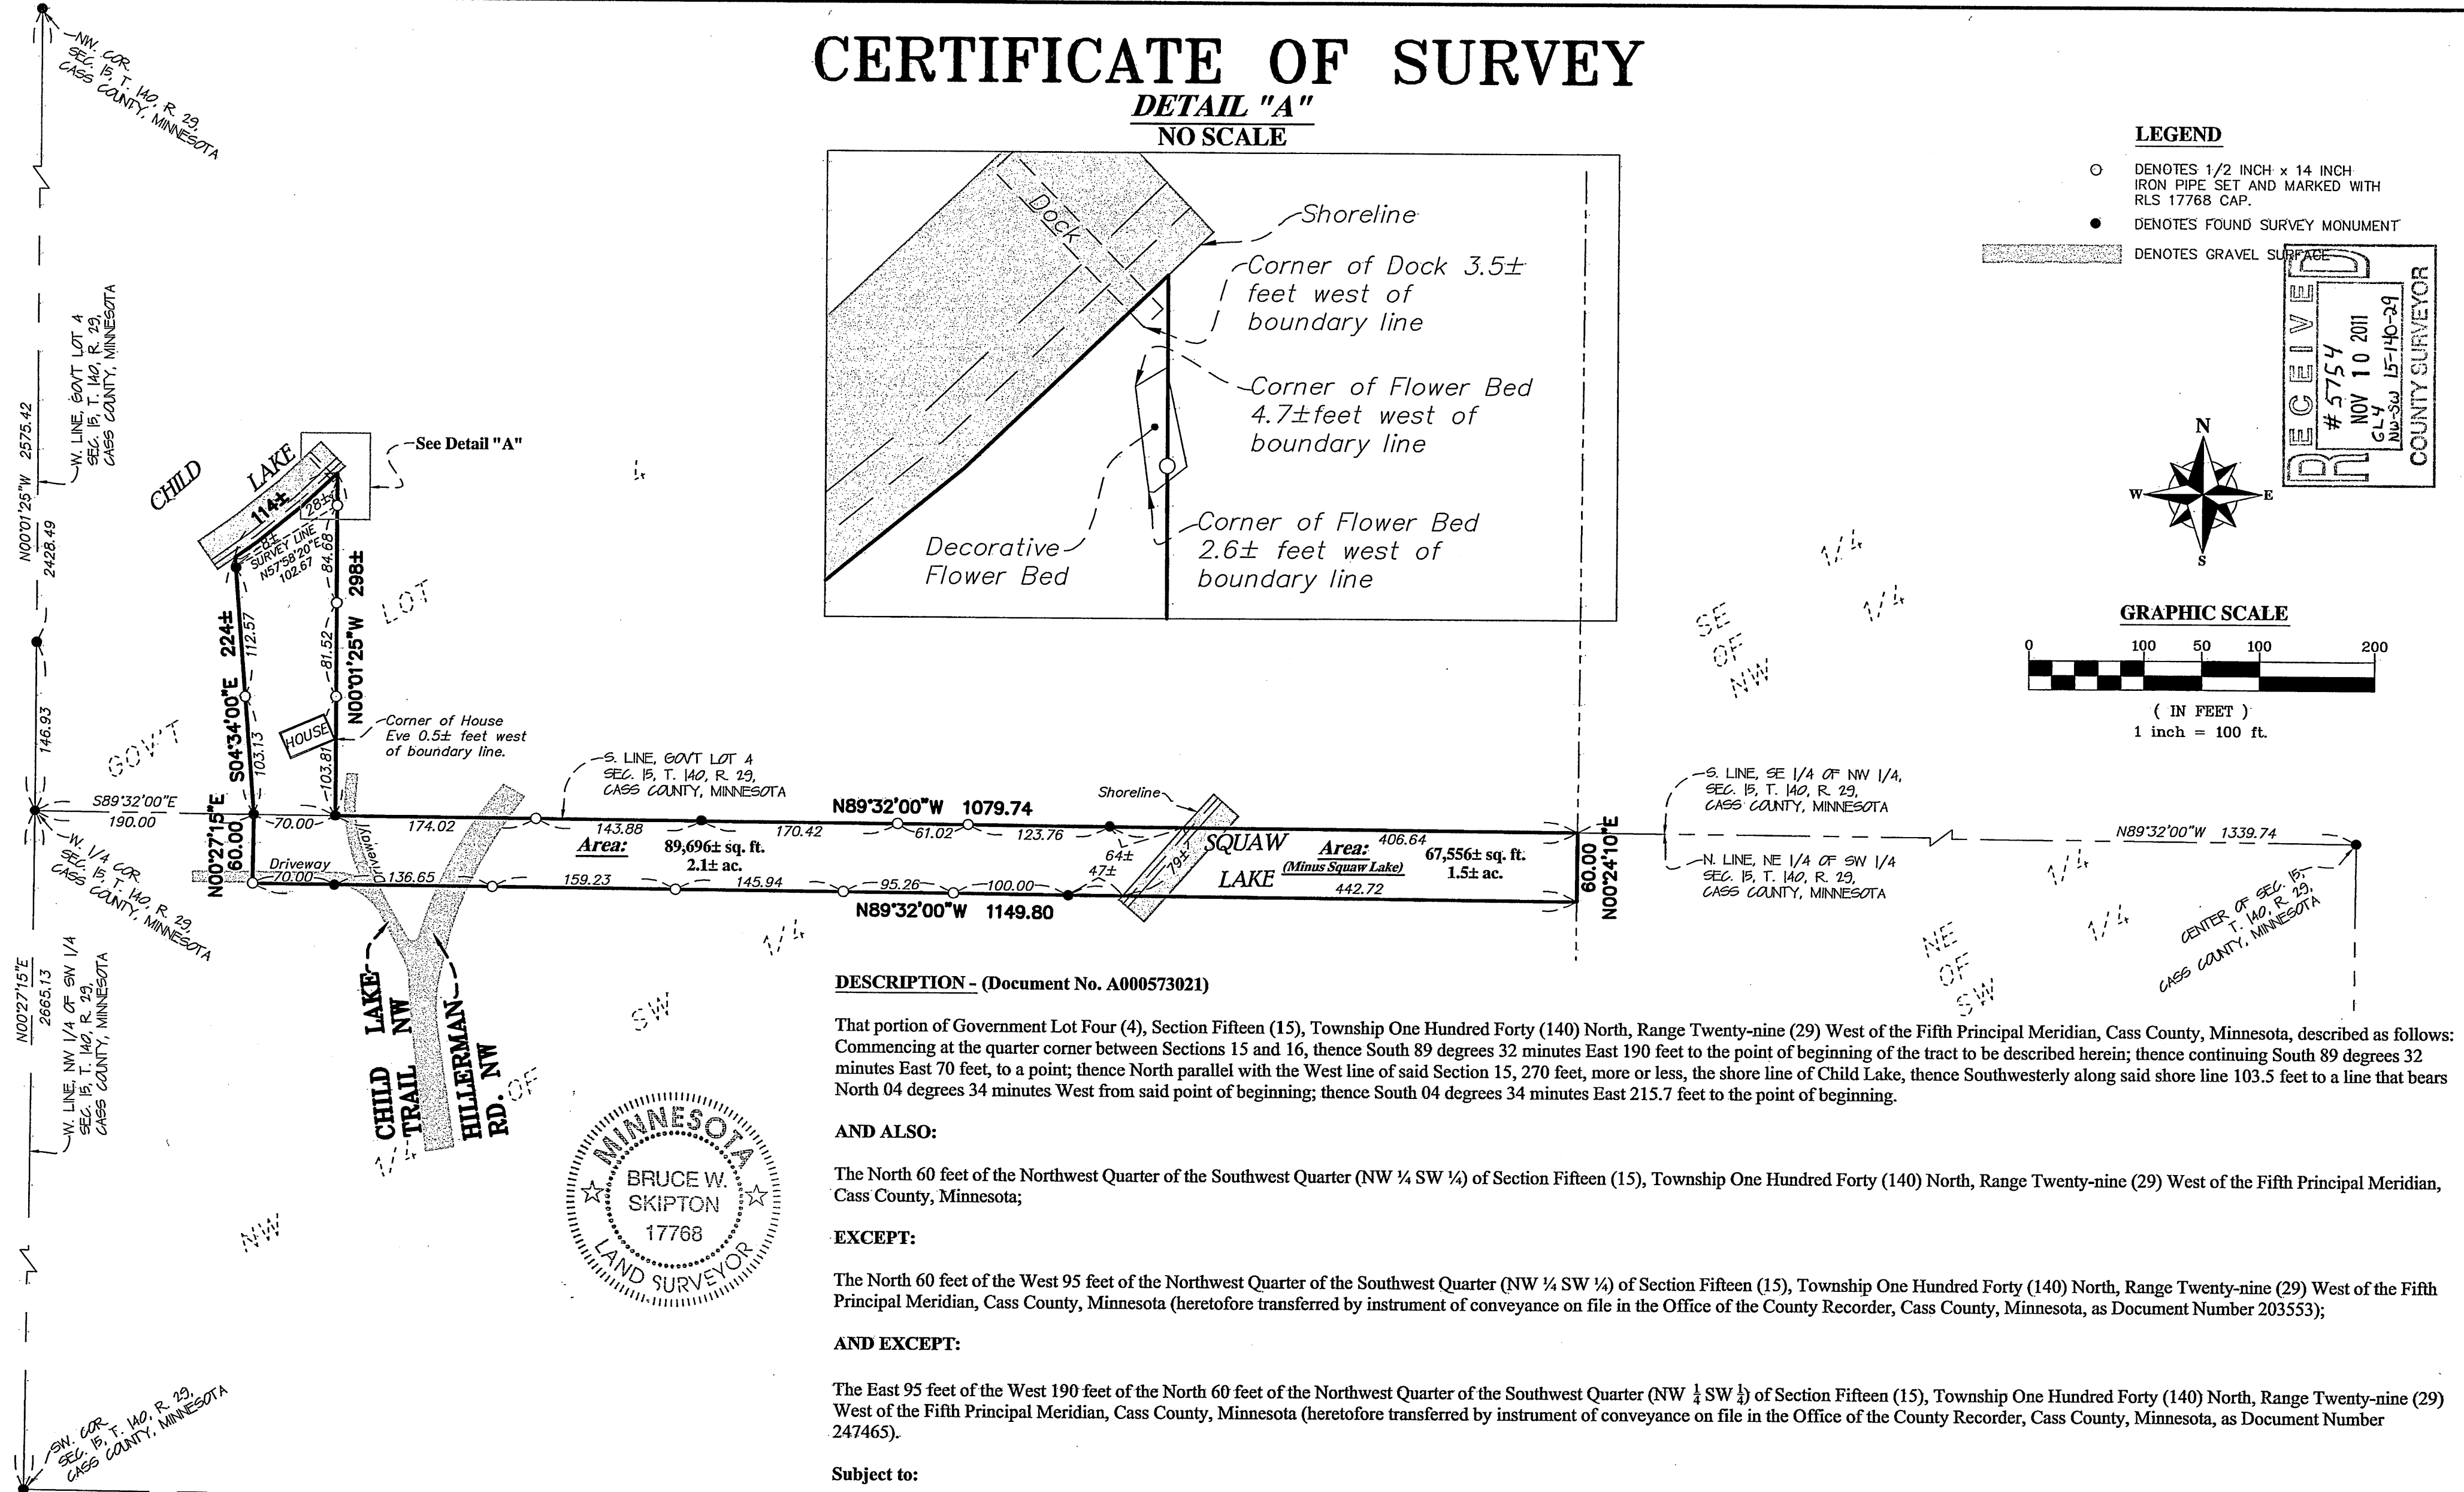 CERTIFICATE OF SURVEY
DETAIL "A"
NO SCALE
Dock
Shoreline
Corner of Dock 3.5±
feet west of
boundary line
Corner of Flower Bed
4.7± feet west of
boundary line
Corner of Flower Bed
2.6± feet west of
boundary line
Decorative
Flower Bed
LEGEND
DENOTES 1/2 INCH x 14 INCH
IRON PIPE SET AND MARKED WITH
RLS 17768 CAP.
DENOTES FOUND SURVEY MONUMENT
DENOTES GRAVEL SURFACE
RECEIVED
# 5754
NOV 10 2011
GL4
NW-SW 15-140-29
COUNTY SURVEYOR
N
W
E
S
GRAPHIC SCALE
0 100 50 100 200
( IN FEET )
1 inch = 100 ft.
NW. COR.
SEC. 15, T. 140, R. 29,
CASS COUNTY, MINNESOTA
W. LINE, GOVT LOT 4
SEC. 15, T. 140, R. 29,
CASS COUNTY, MINNESOTA
N00°01'25"W 2575.42
2428.49
146.93
CHILD LAKE
See Detail "A"
114±
28±
8±
SURVEY LINE
N57°58'20"E
102.67
84.68
81.52
103.81
N00°01'25"W 298±
S04°34'00"E 224±
112.57
103.13
HOUSE
Corner of House
Eve 0.5± feet west
of boundary line.
GOV'T
LOT
4
S89°32'00"E
190.00
N00°27'15"E
60.00
70.00
174.02
143.88
170.42
61.02
123.76
64±
406.64
S. LINE, GOVT LOT 4
SEC. 15, T. 140, R. 29,
CASS COUNTY, MINNESOTA
N89°32'00"W 1079.74
Shoreline
Area: 89,696± sq. ft.
2.1± ac.
SQUAW
LAKE
79±
47±
Area: 67,556± sq. ft.
(Minus Squaw Lake) 1.5± ac.
442.72
Driveway
Driveway
70.00
136.65
159.23
145.94
95.26
100.00
N89°32'00"W 1149.80
60.00
N00°24'10"E
S. LINE, SE 1/4 OF NW 1/4,
SEC. 15, T. 140, R. 29,
CASS COUNTY, MINNESOTA
N. LINE, NE 1/4 OF SW 1/4
SEC. 15, T. 140, R. 29,
CASS COUNTY, MINNESOTA
N89°32'00"W 1339.74
CENTER OF SEC. 15,
T. 140, R. 29,
CASS COUNTY, MINNESOTA
SE
1/4
OF
NW
1/4
NE
1/4
OF
SW
1/4
W. 1/4 COR
SEC. 15, T. 140, R. 29,
CASS COUNTY, MINNESOTA
N00°27'15"E
2665.13
W. LINE, NW 1/4 OF SW 1/4
SEC. 15, T. 140, R. 29,
CASS COUNTY, MINNESOTA
CHILD LAKE
TRAIL NW
HILLERMAN
RD. NW
NW
1/4
OF
SW
1/4
SW. COR
SEC. 15, T. 140, R. 29,
CASS COUNTY, MINNESOTA
MINNESOTA
BRUCE W.
SKIPTON
17768
LAND SURVEYOR
DESCRIPTION - (Document No. A000573021)
That portion of Government Lot Four (4), Section Fifteen (15), Township One Hundred Forty (140) North, Range Twenty-nine (29) West of the Fifth Principal Meridian, Cass County, Minnesota, described as follows:
Commencing at the quarter corner between Sections 15 and 16, thence South 89 degrees 32 minutes East 190 feet to the point of beginning of the tract to be described herein; thence continuing South 89 degrees 32
minutes East 70 feet, to a point; thence North parallel with the West line of said Section 15, 270 feet, more or less, the shore line of Child Lake, thence Southwesterly along said shore line 103.5 feet to a line that bears
North 04 degrees 34 minutes West from said point of beginning; thence South 04 degrees 34 minutes East 215.7 feet to the point of beginning.
AND ALSO:
The North 60 feet of the Northwest Quarter of the Southwest Quarter (NW ¼ SW ¼) of Section Fifteen (15), Township One Hundred Forty (140) North, Range Twenty-nine (29) West of the Fifth Principal Meridian,
Cass County, Minnesota;
EXCEPT:
The North 60 feet of the West 95 feet of the Northwest Quarter of the Southwest Quarter (NW ¼ SW ¼) of Section Fifteen (15), Township One Hundred Forty (140) North, Range Twenty-nine (29) West of the Fifth
Principal Meridian, Cass County, Minnesota (heretofore transferred by instrument of conveyance on file in the Office of the County Recorder, Cass County, Minnesota, as Document Number 203553);
AND EXCEPT:
The East 95 feet of the West 190 feet of the North 60 feet of the Northwest Quarter of the Southwest Quarter (NW ¼ SW ¼) of Section Fifteen (15), Township One Hundred Forty (140) North, Range Twenty-nine (29)
West of the Fifth Principal Meridian, Cass County, Minnesota (heretofore transferred by instrument of conveyance on file in the Office of the County Recorder, Cass County, Minnesota, as Document Number
247465).
Subject to: